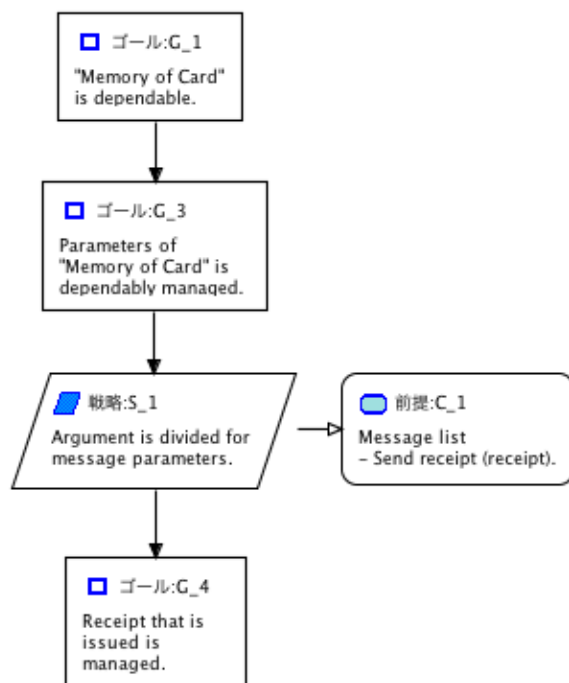 ゴール:G_1
"Memory of Card"
is dependable.
ゴール:G_3
Parameters of
"Memory of Card" is
dependably managed.
戦略:S_1
Argument is divided for
message parameters.
前提:C_1
Message list
– Send receipt (receipt).
ゴール:G_4
Receipt that is
issued is
managed.